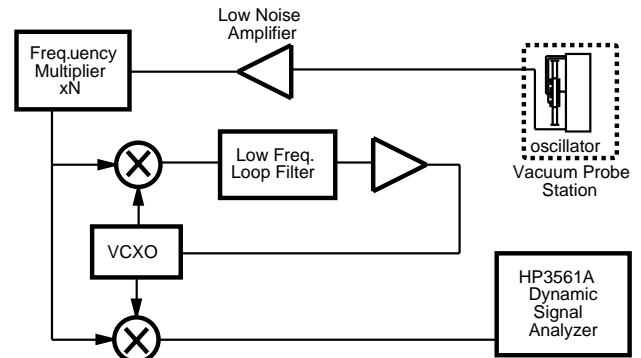 Low Noise
Amplifier
Freq.uency
Multiplier
xN
oscillator
Vacuum Probe
Station
Low Freq.
Loop Filter
VCXO
HP3561A
Dynamic
Signal
Analyzer